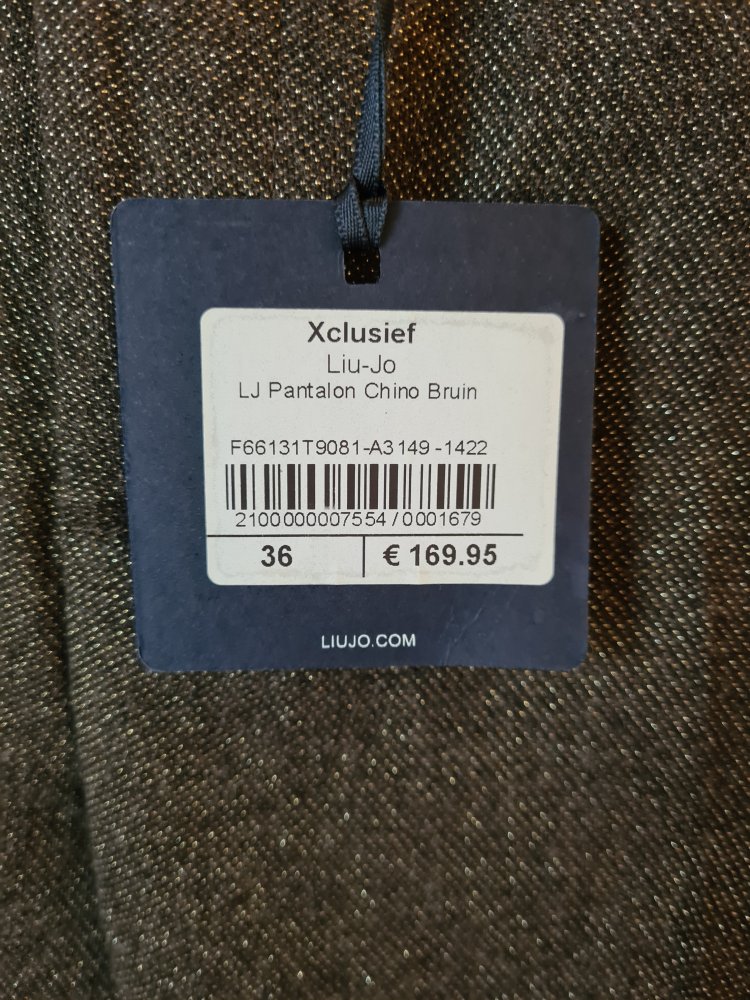 Xclusief
Liu-Jo
LJ Pantalon Chino Bruin
F66131T9081-A3149-1422
2100000007554/0001679
36 € 169.95
LIUJO.COM